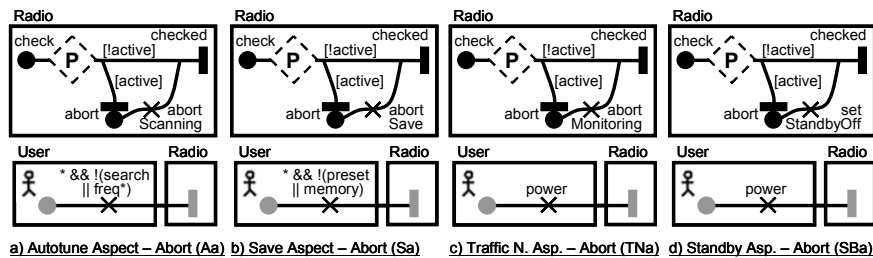 Radio
check
P
[!active]
checked
[active]
abort
abort
Scanning
User
Radio
* && !(search
|| freq*)
a) Autotune Aspect – Abort (Aa)
Radio
check
P
[!active]
checked
[active]
abort
abort
Save
User
Radio
* && !(preset
|| memory)
b) Save Aspect – Abort (Sa)
Radio
check
P
[!active]
checked
[active]
abort
abort
Monitoring
User
Radio
power
c) Traffic N. Asp. – Abort (TNa)
Radio
check
P
[!active]
checked
[active]
abort
set
StandbyOff
User
Radio
power
d) Standby Asp. – Abort (SBa)